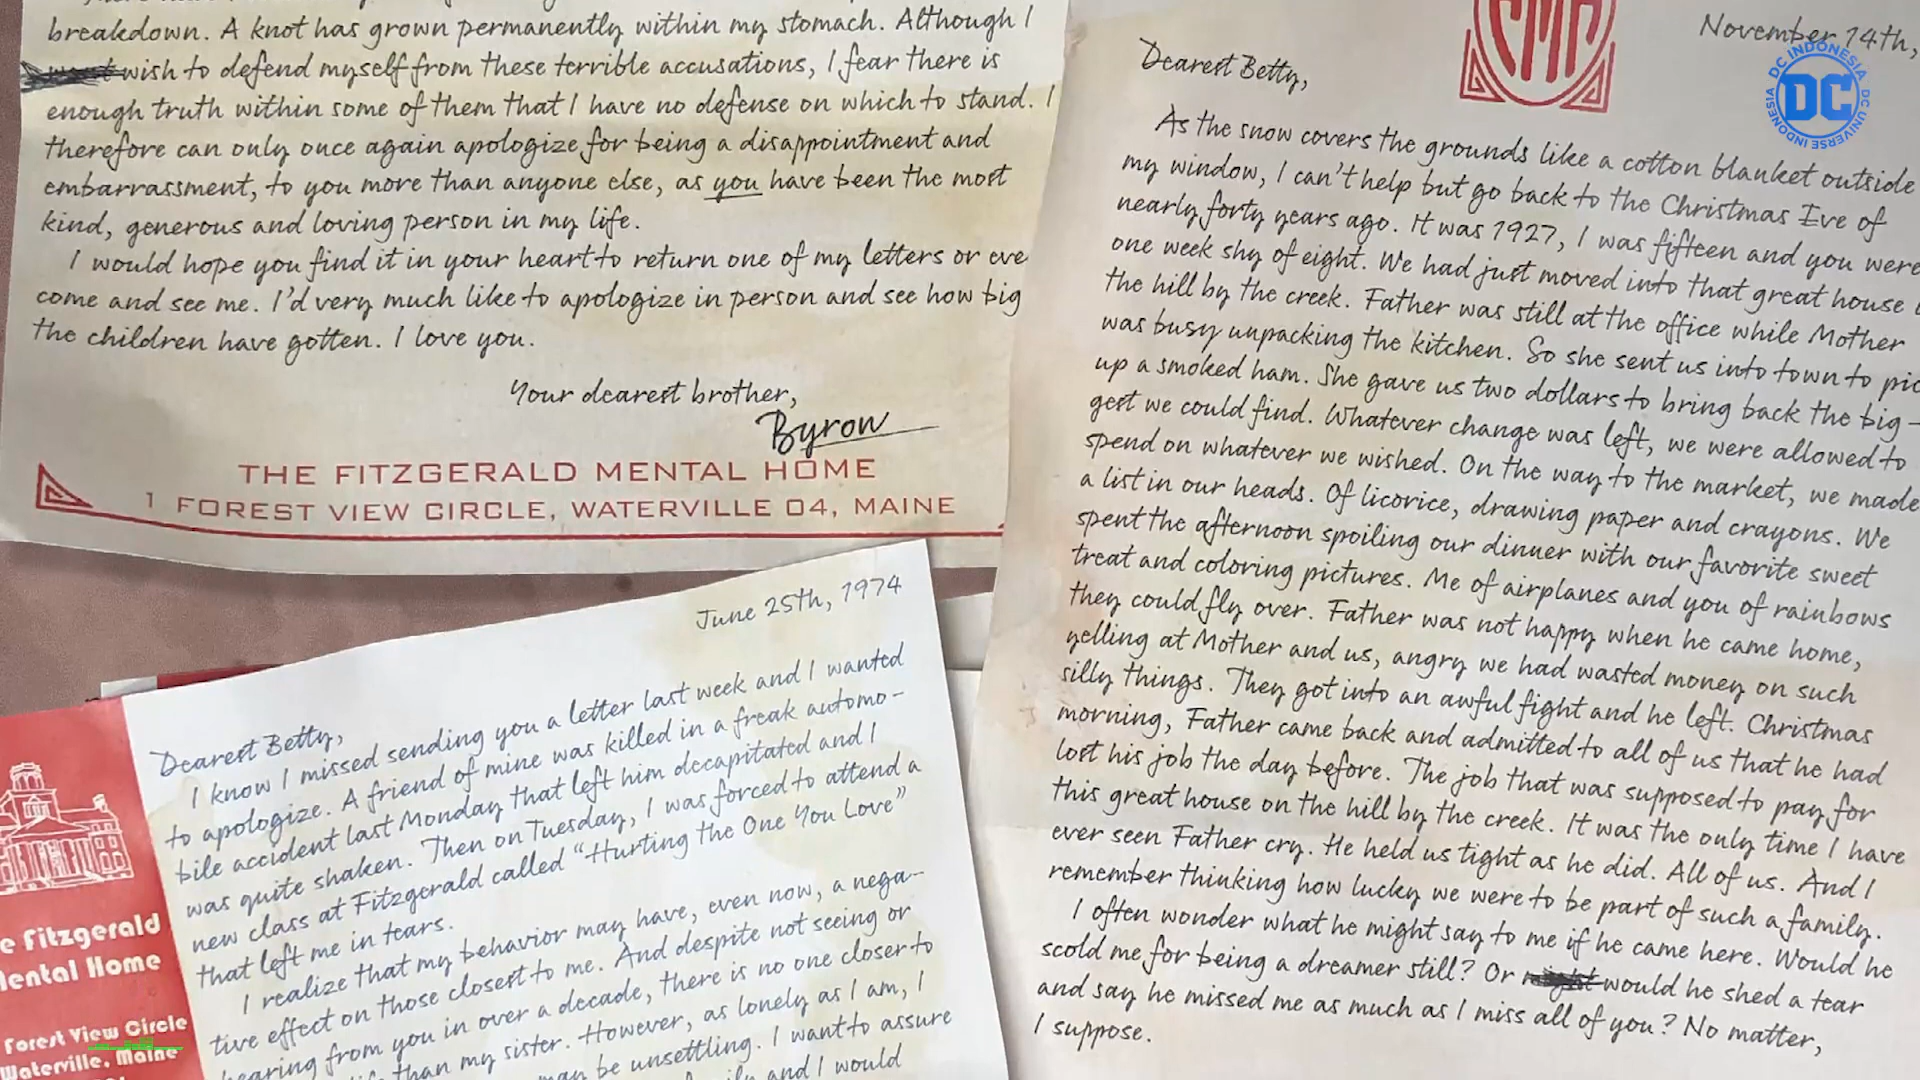 breakdown. A knot has grown permanently within my stomach. Although I
wish to defend myself from these terrible accusations, I fear there is
enough truth within some of them that I have no defense on which to stand. I
therefore can only once again apologize for being a disappointment and
embarrassment, to you more than anyone else, as you have been the most
kind, generous and loving person in my life.
I would hope you find it in your heart to return one of my letters or eve
come and see me. I'd very much like to apologize in person and see how big
the children have gotten. I love you.
Your dearest brother,
Byron
THE FITZGERALD MENTAL HOME
1 FOREST VIEW CIRCLE, WATERVILLE 04, MAINE
June 25th, 1974
Dearest Betty,
I know I missed sending you a letter last week and I wanted
to apologize. A friend of mine was killed in a freak automo-
bile accident last Monday that left him decapitated and I
was quite shaken. Then on Tuesday, I was forced to attend a
new class at Fitzgerald called "Hurting the One You Love"
that left me in tears.
I realize that my behavior may have, even now, a nega-
tive effect on those closest to me. And despite not seeing or
hearing from you in over a decade, there is no one closer to
than my sister. However, as lonely as I am, I
may be unsettling. I want to assure
and I would
e Fitzgerald
Mental Home
Forest View Circle
Waterville, Maine
FMH
November 14th,
Dearest Betty,
As the snow covers the grounds like a cotton blanket outside
my window, I can't help but go back to the Christmas Eve of
nearly forty years ago. It was 1927, I was fifteen and you were
one week shy of eight. We had just moved into that great house
the hill by the creek. Father was still at the office while Mother
was busy unpacking the kitchen. So she sent us into town to pic
up a smoked ham. She gave us two dollars to bring back the big-
gest we could find. Whatever change was left, we were allowed to
spend on whatever we wished. On the way to the market, we made
a list in our heads. Of licorice, drawing paper and crayons. We
spent the afternoon spoiling our dinner with our favorite sweet
treat and coloring pictures. Me of airplanes and you of rainbows
they could fly over. Father was not happy when he came home,
yelling at Mother and us, angry we had wasted money on such
silly things. They got into an awful fight and he left. Christmas
morning, Father came back and admitted to all of us that he had
lost his job the day before. The job that was supposed to pay for
this great house on the hill by the creek. It was the only time I have
ever seen Father cry. He held us tight as he did. All of us. And I
remember thinking how lucky we were to be part of such a family.
I often wonder what he might say to me if he came here. Would he
scold me for being a dreamer still? Or might would he shed a tear
and say he missed me as much as I miss all of you? No matter,
I suppose.
DC INDONESIA
DC
DC UNIVERSE INDONESIA